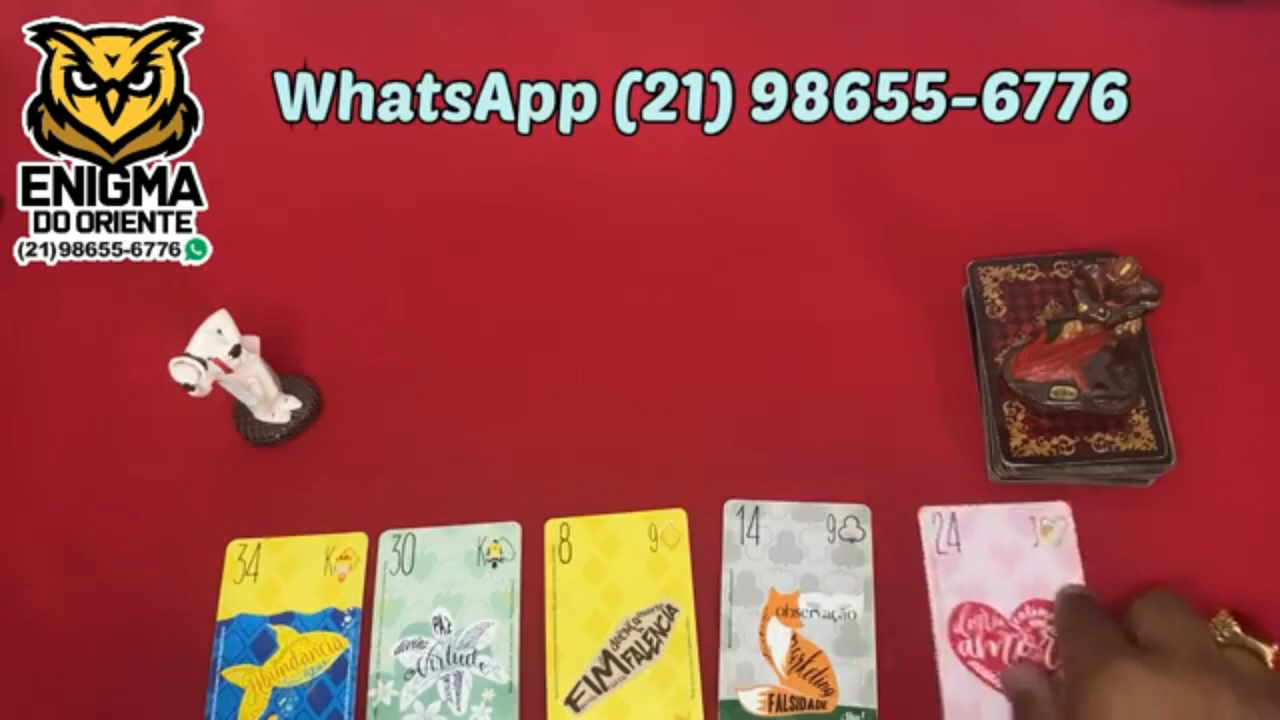 WhatsApp (21) 98655-6776
ENIGMA
DO ORIENTE
(21)98655-6776
34 K
Abundância
30 K
PAZ
Virtude
8 9
FIM
FALÊNCIA
14 9
observação
Marketing
FALSIDADE
24
amor